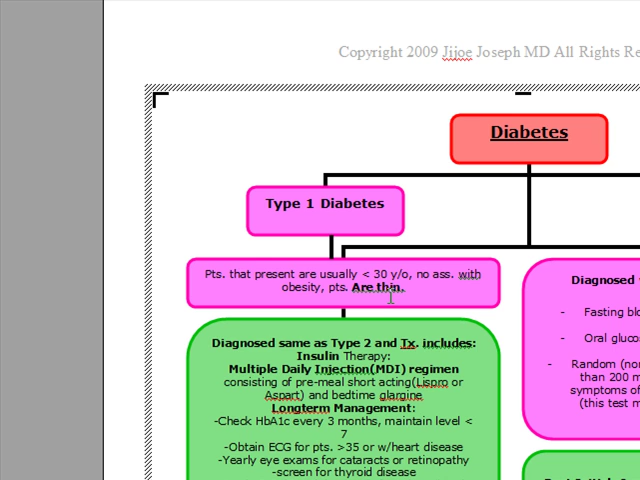 Copyright 2009 Jijoe Joseph MD All Rights Re
Diabetes
Type 1 Diabetes
Pts. that present are usually < 30 y/o, no ass. with
obesity, pts. Are thin.
Diagnosed same as Type 2 and Tx. includes:
Insulin Therapy:
Multiple Daily Injection(MDI) regimen
consisting of pre-meal short acting(Lispro or
Aspart) and bedtime glargine
Longterm Management:
-Check HbA1c every 3 months, maintain level <
7
-Obtain ECG for pts. >35 or w/heart disease
-Yearly eye exams for cataracts or retinopathy
-screen for thyroid disease
Diagnosed
- Fasting blo
- Oral gluco
- Random (nor
than 200 m
symptoms of
(this test m